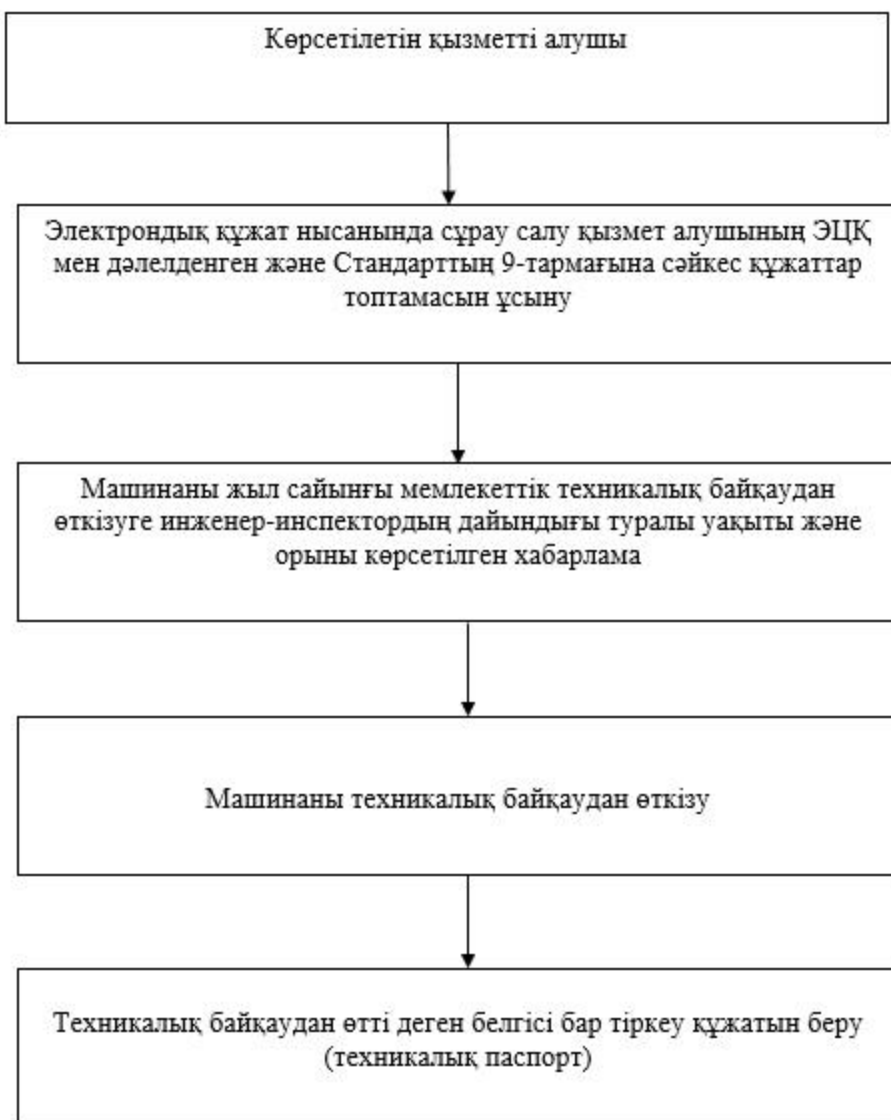 Көрсетілетін қызметті алушы
Электрондық құжат нысанында сұрау салу қызмет алушының ЭЦҚ
мен дәлелденген және Стандарттың 9-тармағына сәйкес құжаттар
топтамасын ұсыну
Машинаны жыл сайынғы мемлекеттік техникалық байқаудан
өткізуге инженер-инспектордың дайындығы туралы уақыты және
орыны көрсетілген хабарлама
Машинаны техникалық байқаудан өткізу
Техникалық байқаудан өтті деген белгісі бар тіркеу құжатын беру
(техникалық паспорт)